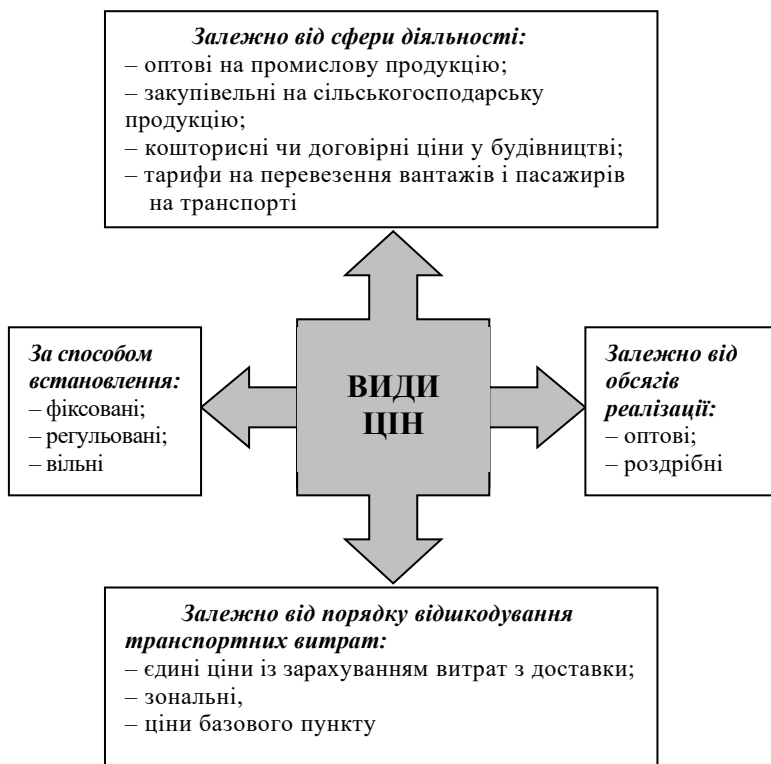 Залежно від сфери діяльності:
– оптові на промислову продукцію;
– закупівельні на сільськогосподарську
продукцію;
– кошторисні чи договірні ціни у будівництві;
– тарифи на перевезення вантажів і пасажирів
на транспорті
За способом
встановлення:
– фіксовані;
– регульовані;
– вільні
ВИДИ
ЦІН
Залежно від
обсягів
реалізації:
– оптові;
– роздрібні
Залежно від порядку відшкодування
транспортних витрат:
– єдині ціни із зарахуванням витрат з доставки;
– зональні,
– ціни базового пункту